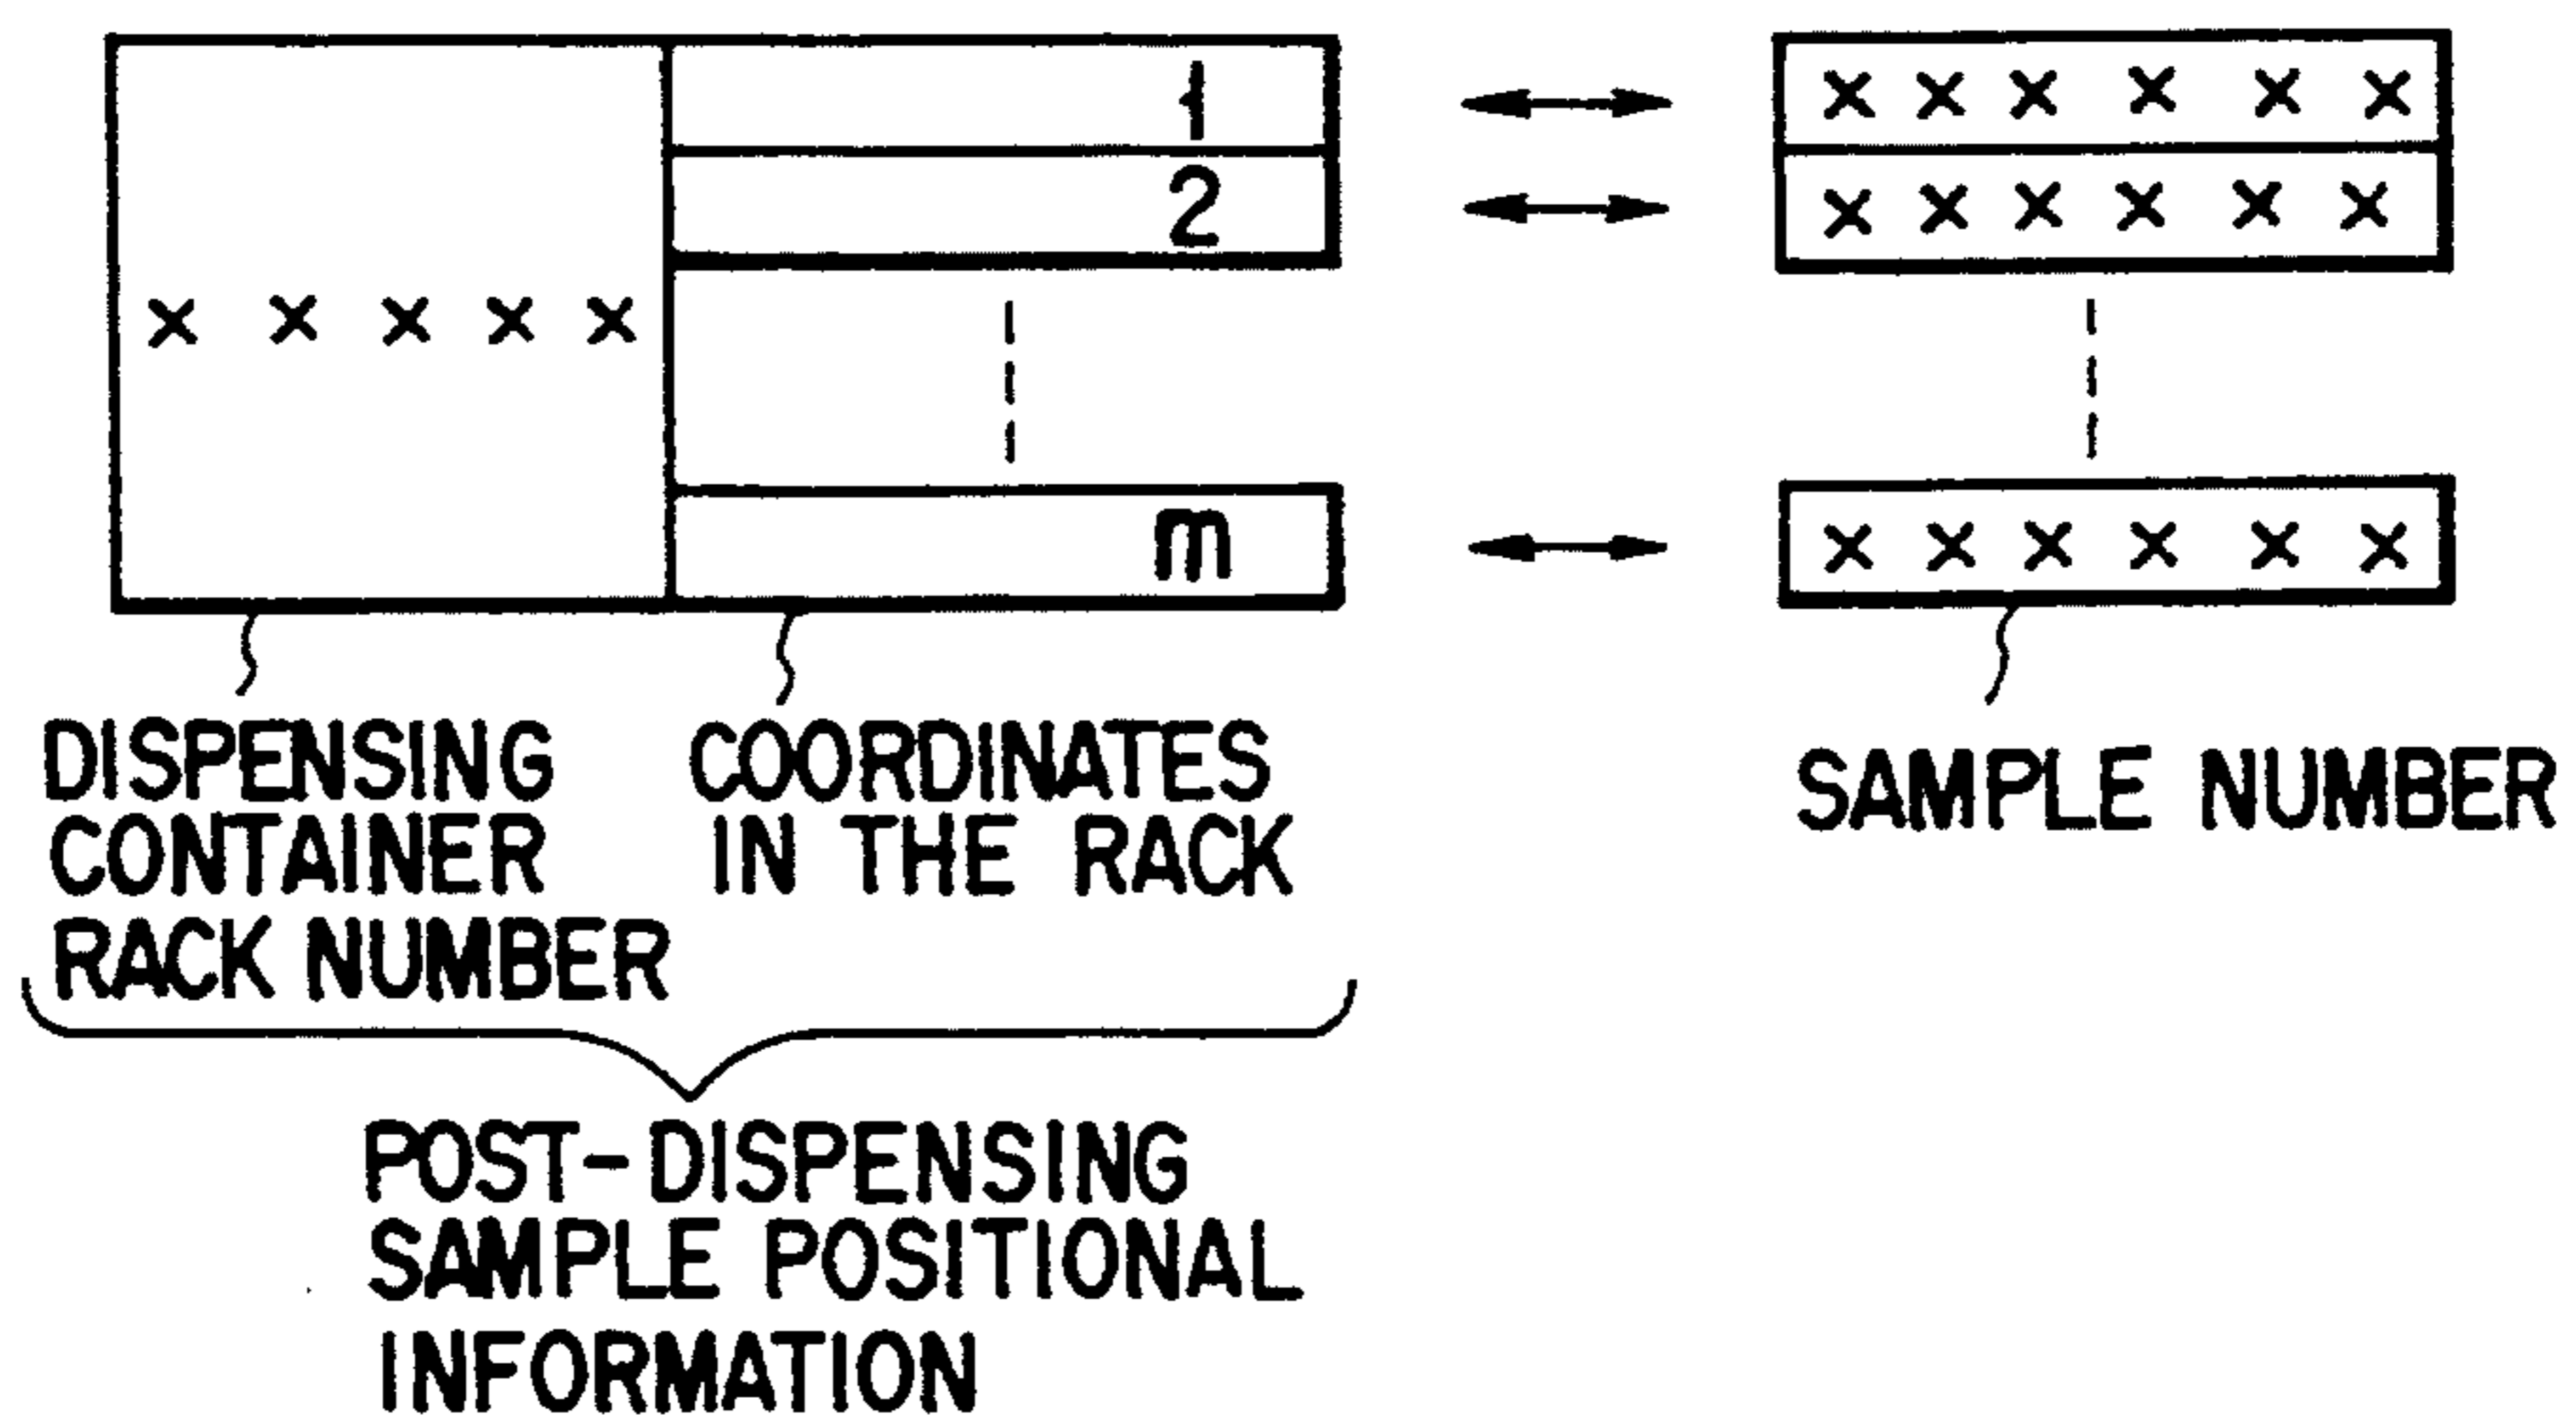 1
× × × × × ×
2
× × × × × ×
× × × × ×
m
× × × × × ×
DISPENSING
CONTAINER
RACK NUMBER
COORDINATES
IN THE RACK
SAMPLE NUMBER
POST-DISPENSING
SAMPLE POSITIONAL
INFORMATION